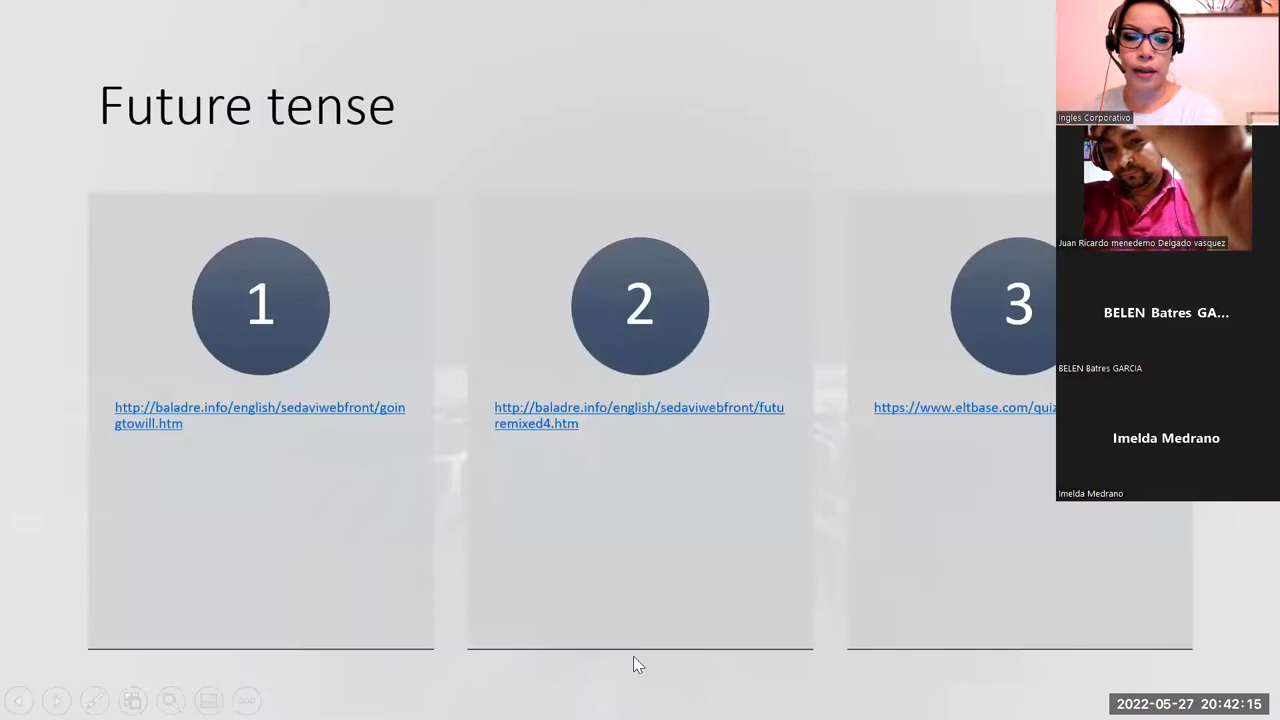 Future tense
1
http://baladre.info/english/sedaviwebfront/goin
gtowill.htm
2
http://baladre.info/english/sedaviwebfront/futu
remixed4.htm
3
https://www.eltbase.com/quiz
Ingles Corporativo
Juan Ricardo menedemo Delgado vasquez
BELEN Batres GA...
BELEN Batres GARCIA
Imelda Medrano
Imelda Medrano
2022-05-27 20:42:15